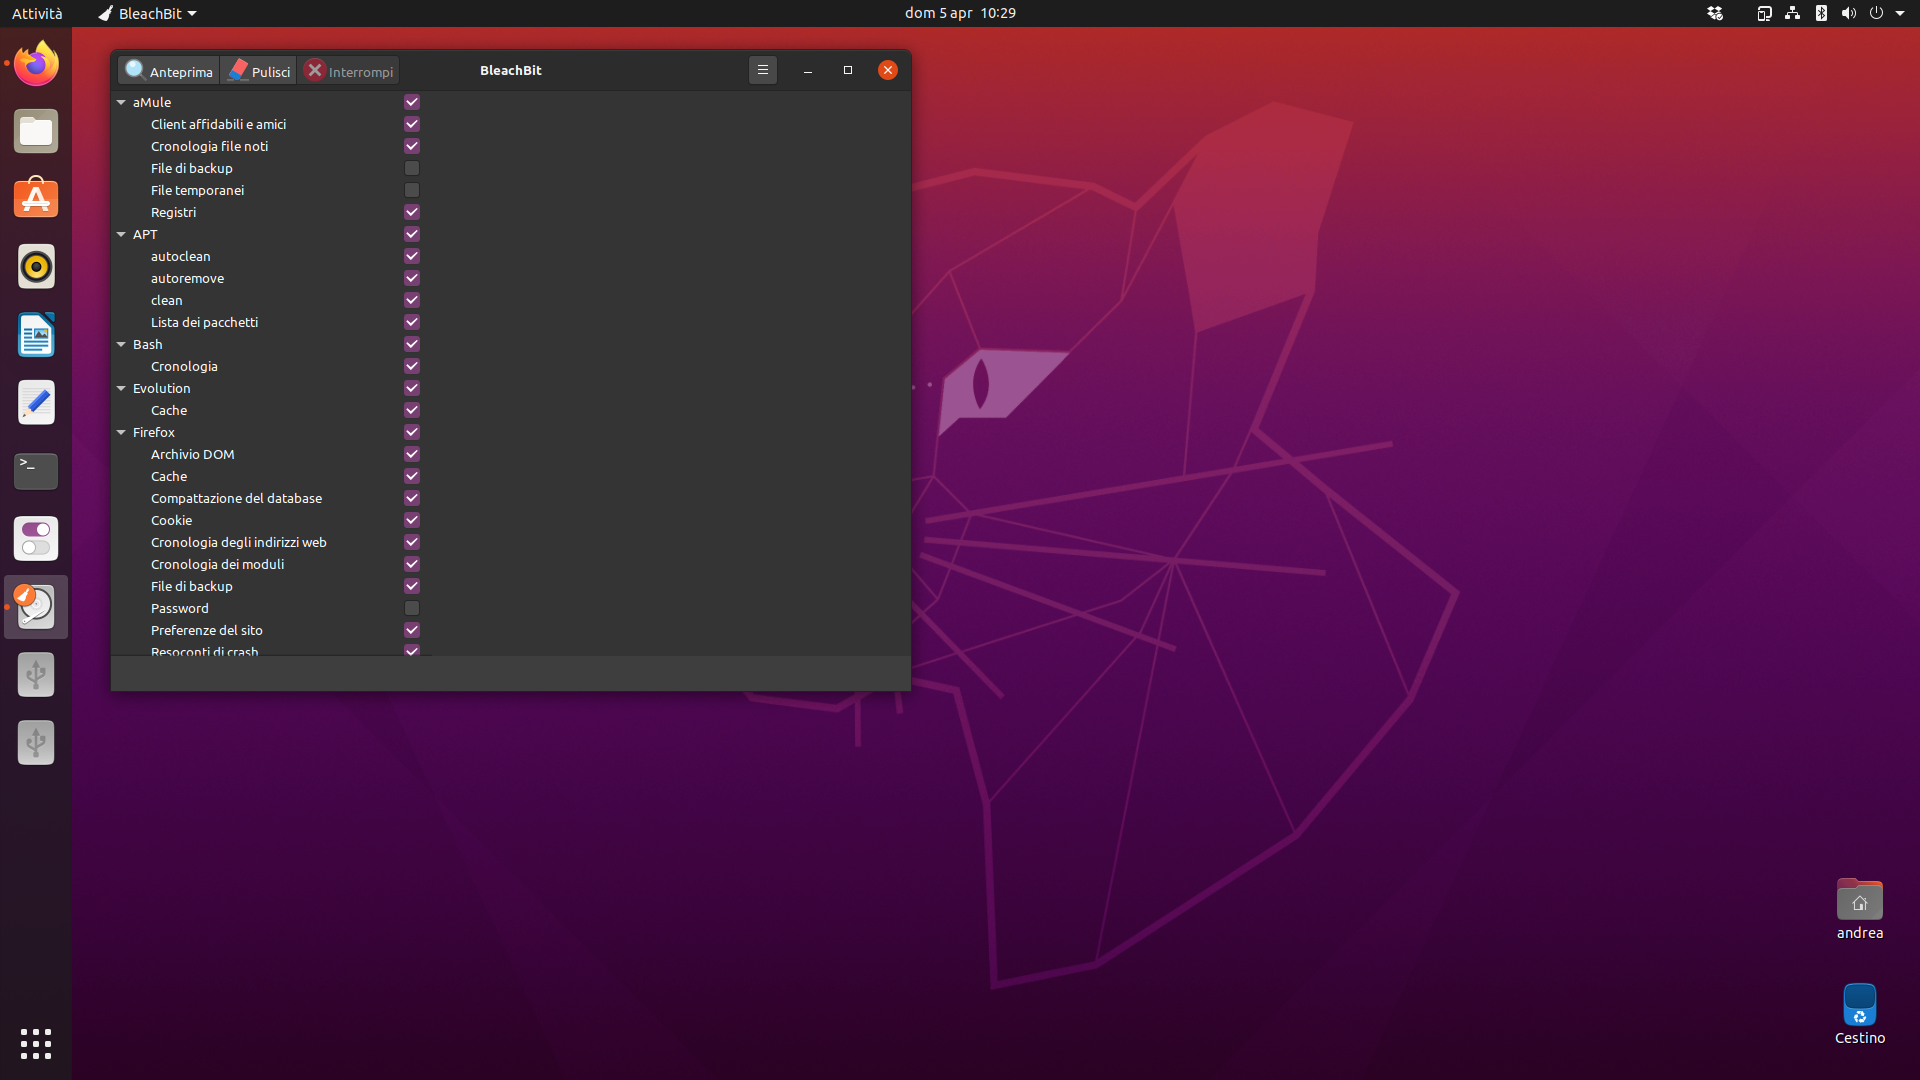 Attività
BleachBit
dom 5 apr 10:29
Anteprima
Pulisci
Interrompi
BleachBit
aMule
Client affidabili e amici
Cronologia file noti
File di backup
File temporanei
Registri
APT
autoclean
autoremove
clean
Lista dei pacchetti
Bash
Cronologia
Evolution
Cache
Firefox
Archivio DOM
Cache
Compattazione del database
Cookie
Cronologia degli indirizzi web
Cronologia dei moduli
File di backup
Password
Preferenze del sito
Resoconti di crash
andrea
Cestino